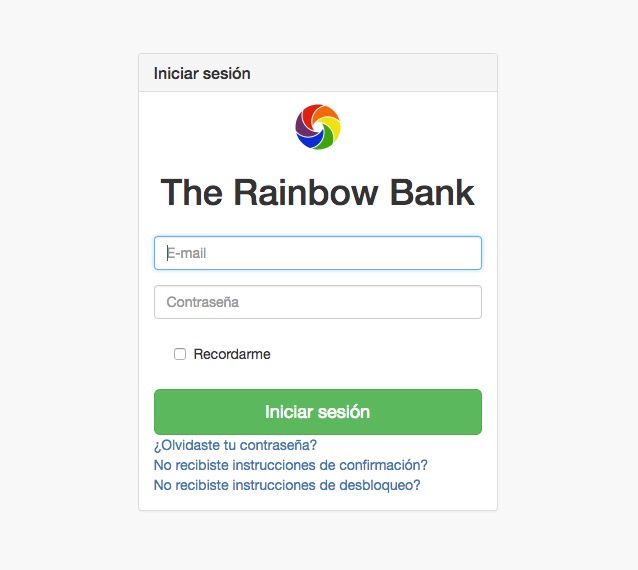 Iniciar sesión
The Rainbow Bank
E-mail
Contraseña
Recordarme
Iniciar sesión
¿Olvidaste tu contraseña?
No recibiste instrucciones de confirmación?
No recibiste instrucciones de desbloqueo?